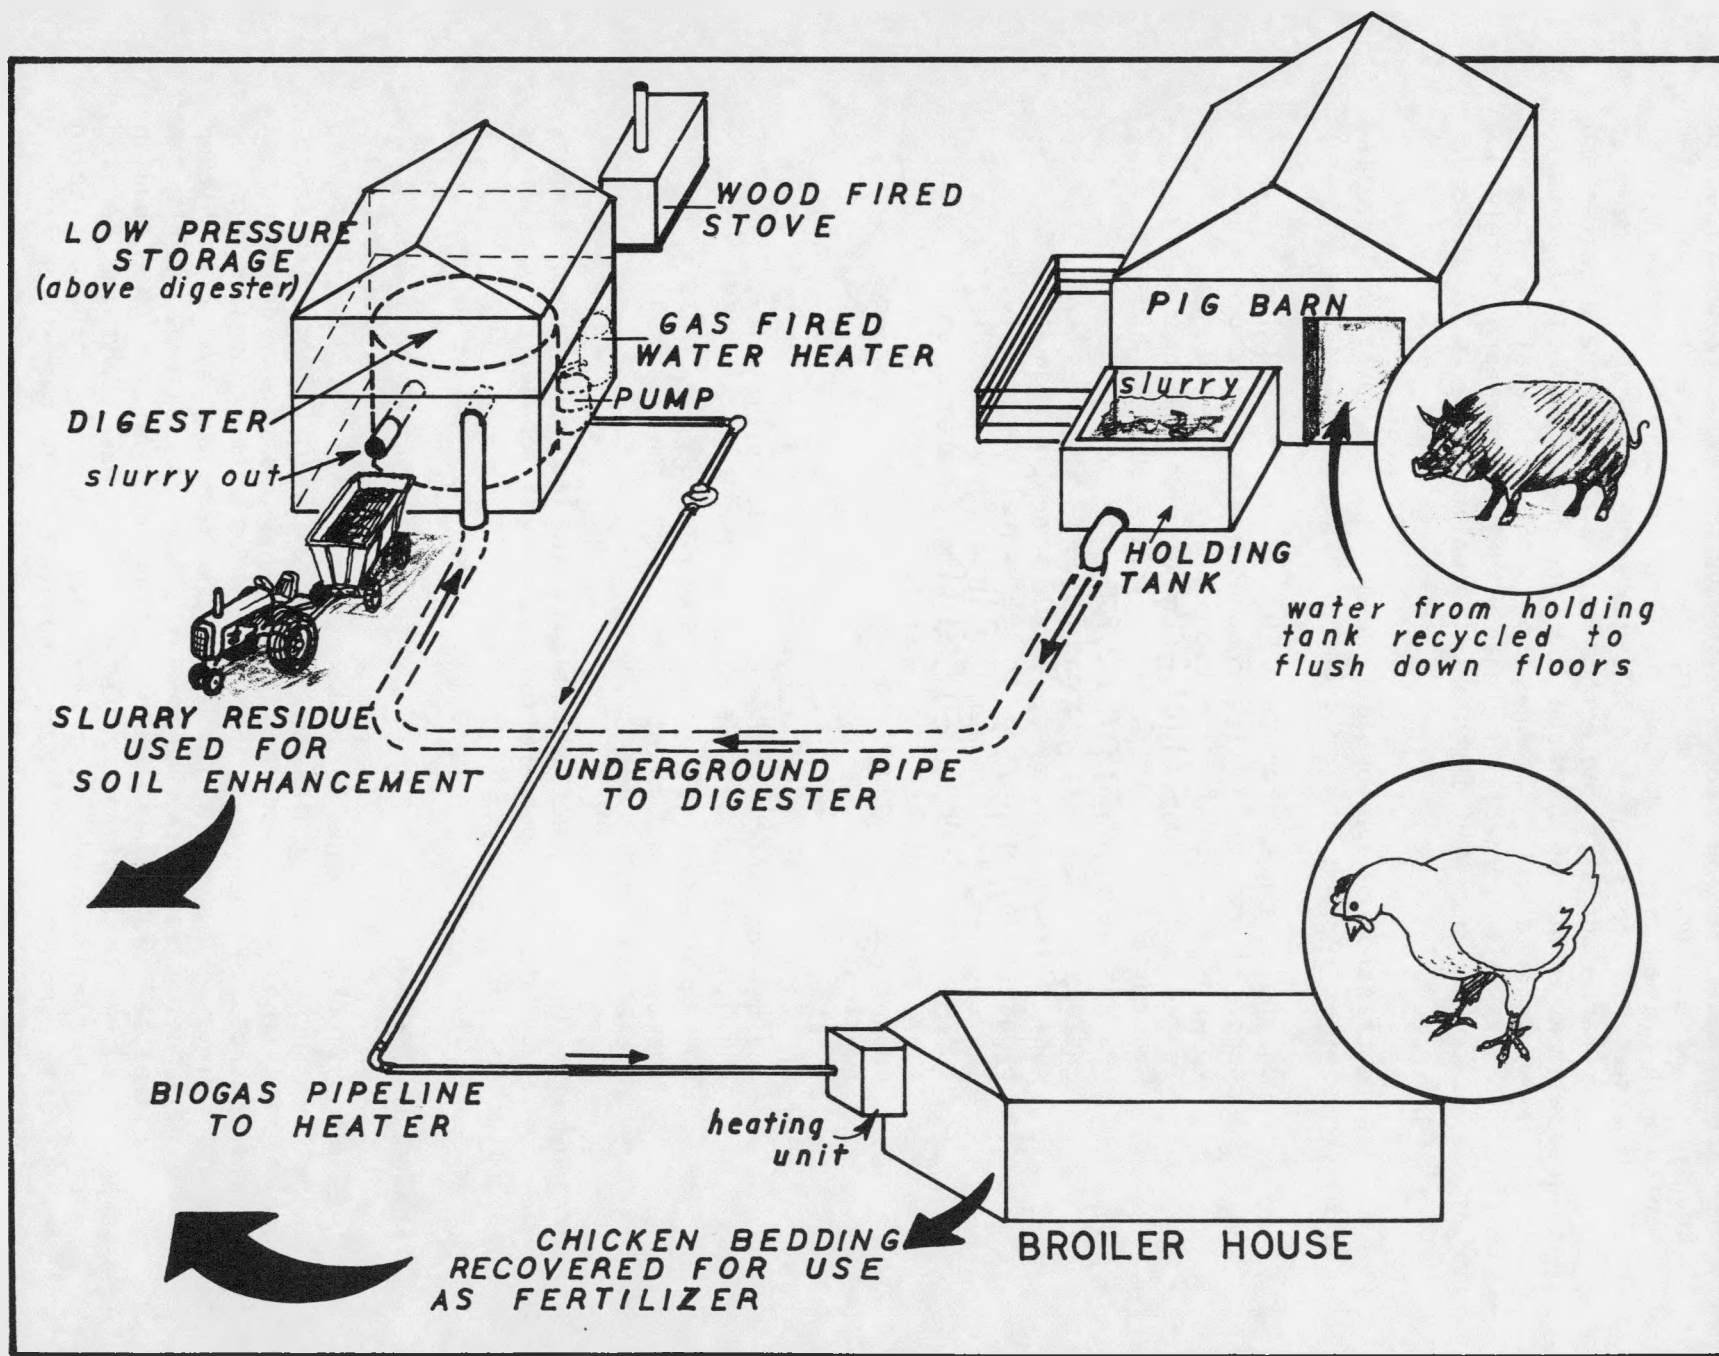 WOOD FIRED
STOVE
LOW PRESSURE
STORAGE
(above digester)
GAS FIRED
WATER HEATER
PUMP
DIGESTER
slurry out
PIG BARN
slurry
HOLDING
TANK
water from holding
tank recycled to
flush down floors
SLURRY RESIDUE
USED FOR
SOIL ENHANCEMENT
UNDERGROUND PIPE
TO DIGESTER
BIOGAS PIPELINE
TO HEATER
heating
unit
CHICKEN BEDDING
RECOVERED FOR USE
AS FERTILIZER
BROILER HOUSE